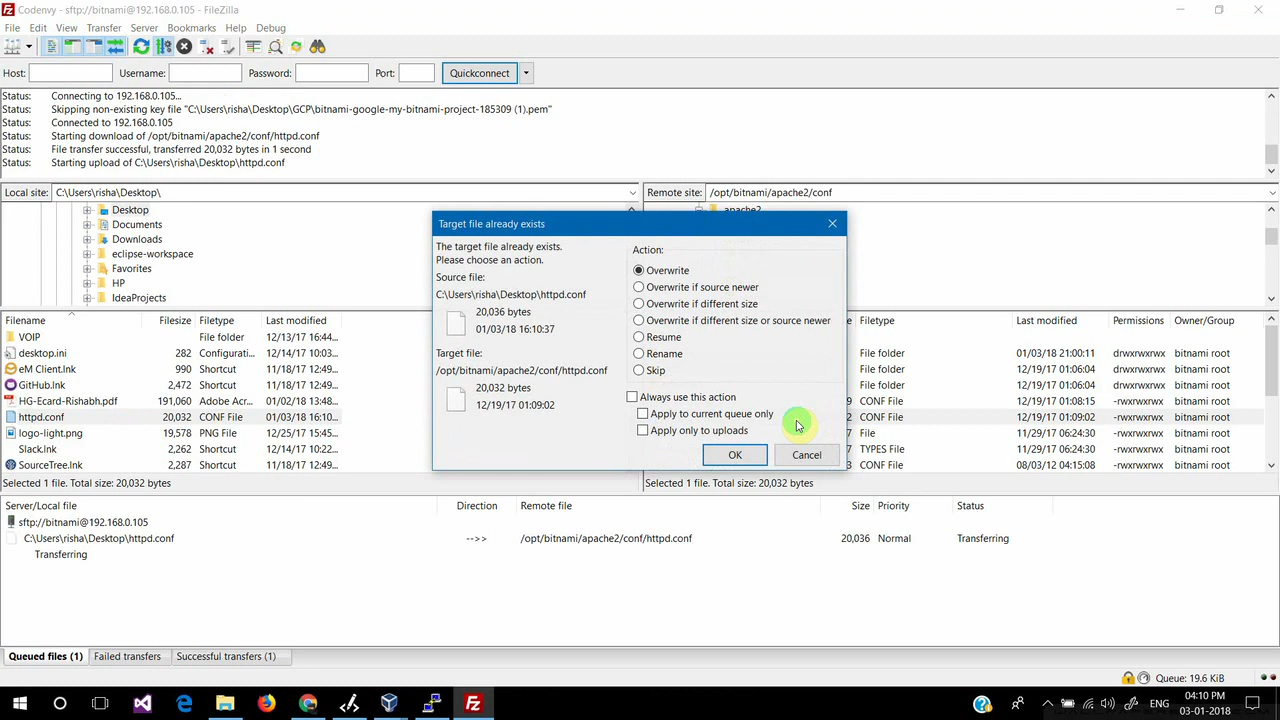 Codenvy - sftp://bitnami@192.168.0.105 - FileZilla
File Edit View Transfer Server Bookmarks Help Debug
Host: Username: Password: Port: Quickconnect
Status: Connecting to 192.168.0.105...
Status: Skipping non-existing key file "C:\Users\risha\Desktop\GCP\bitnami-google-my-bitnami-project-185309 (1).pem"
Status: Connected to 192.168.0.105
Status: Starting download of /opt/bitnami/apache2/conf/httpd.conf
Status: File transfer successful, transferred 20,032 bytes in 1 second
Status: Starting upload of C:\Users\risha\Desktop\httpd.conf
Local site: C:\Users\risha\Desktop\
Desktop
Documents
Downloads
eclipse-workspace
Favorites
HP
IdeaProjects
Filename Filesize Filetype Last modified
VOIP File folder 12/13/17 16:44...
desktop.ini 282 Configurati... 12/14/17 10:03...
eM Client.lnk 990 Shortcut 11/18/17 12:49...
GitHub.lnk 2,472 Shortcut 11/18/17 12:49...
HG-Ecard-Rishabh.pdf 191,060 Adobe Acr... 01/02/18 13:48...
httpd.conf 20,032 CONF File 01/03/18 16:10...
logo-light.png 19,578 PNG File 12/25/17 15:45...
Slack.lnk 2,262 Shortcut 12/14/17 10:22...
SourceTree.lnk 2,287 Shortcut 11/18/17 12:49...
Selected 1 file. Total size: 20,032 bytes
Remote site: /opt/bitnami/apache2/conf
apache2
Target file already exists
The target file already exists.
Please choose an action.
Source file:
C:\Users\risha\Desktop\httpd.conf
20,036 bytes
01/03/18 16:10:37
Target file:
/opt/bitnami/apache2/conf/httpd.conf
20,032 bytes
12/19/17 01:09:02
Action:
Overwrite
Overwrite if source newer
Overwrite if different size
Overwrite if different size or source newer
Resume
Rename
Skip
Always use this action
Apply to current queue only
Apply only to uploads
OK Cancel
Filetype Last modified Permissions Owner/Group
File folder 01/03/18 21:00:11 drwxrwxrwx bitnami root
File folder 12/19/17 01:06:4... drwxrwxrwx bitnami root
CONF File 12/19/17 01:06:4... -rwxrwxrwx bitnami root
CONF File 12/19/17 01:08:15 -rwxrwxrwx bitnami root
CONF File 12/19/17 01:09:02 -rwxrwxrwx bitnami root
File 11/29/17 06:24:30 -rwxrwxrwx bitnami root
TYPES File 11/29/17 06:24:30 -rwxrwxrwx bitnami root
CONF File 08/03/12 04:15:08 -rwxrwxrwx bitnami root
Selected 1 file. Total size: 20,032 bytes
Server/Local file Direction Remote file Size Priority Status
sftp://bitnami@192.168.0.105
C:\Users\risha\Desktop\httpd.conf -->> /opt/bitnami/apache2/conf/httpd.conf 20,036 Normal Transferring
Transferring
Queued files (1) Failed transfers Successful transfers (1)
Queue: 19.6 KiB
ENG 04:10 PM
03-01-2018